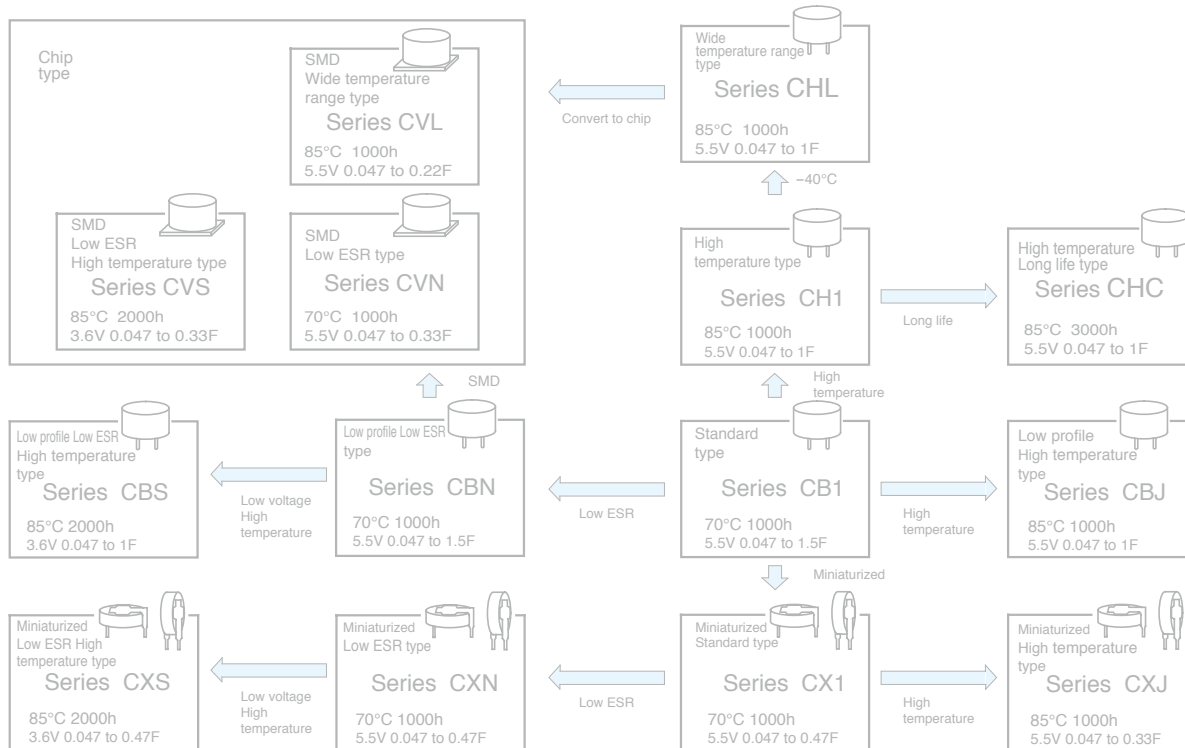 Chip
type
SMD
Wide temperature
range type
Series CVL
85°C 1000h
5.5V 0.047 to 0.22F
Convert to chip
Wide
temperature range
type
Series CHL
85°C 1000h
5.5V 0.047 to 1F
−40°C
SMD
Low ESR
High temperature type
Series CVS
85°C 2000h
3.6V 0.047 to 0.33F
SMD
Low ESR type
Series CVN
70°C 1000h
5.5V 0.047 to 0.33F
High
temperature type
Series CH1
85°C 1000h
5.5V 0.047 to 1F
Long life
High temperature
Long life type
Series CHC
85°C 3000h
5.5V 0.047 to 1F
SMD
High
temperature
Low profile Low ESR
High temperature
type
Series CBS
85°C 2000h
3.6V 0.047 to 1F
Low voltage
High
temperature
Low profile Low ESR
type
Series CBN
70°C 1000h
5.5V 0.047 to 1.5F
Low ESR
Standard
type
Series CB1
70°C 1000h
5.5V 0.047 to 1.5F
High
temperature
Low profile
High temperature
type
Series CBJ
85°C 1000h
5.5V 0.047 to 1F
Miniaturized
Miniaturized
Low ESR High
temperature type
Series CXS
85°C 2000h
3.6V 0.047 to 0.47F
Low voltage
High
temperature
Miniaturized
Low ESR type
Series CXN
70°C 1000h
5.5V 0.047 to 0.47F
Low ESR
Miniaturized
Standard type
Series CX1
70°C 1000h
5.5V 0.047 to 0.47F
High
temperature
Miniaturized
High temperature
type
Series CXJ
85°C 1000h
5.5V 0.047 to 0.33F